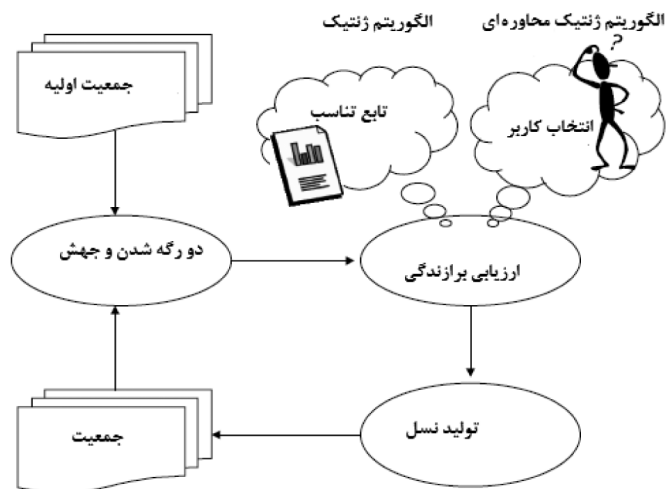 الگوریتم ژنتیک محاوره‌ای
الگوریتم ژنتیک
جمعیت اولیه
تابع تناسب
انتخاب کاربر
?
دو رگه شدن و جهش
ارزیابی برازندگی
جمعیت
تولید نسل